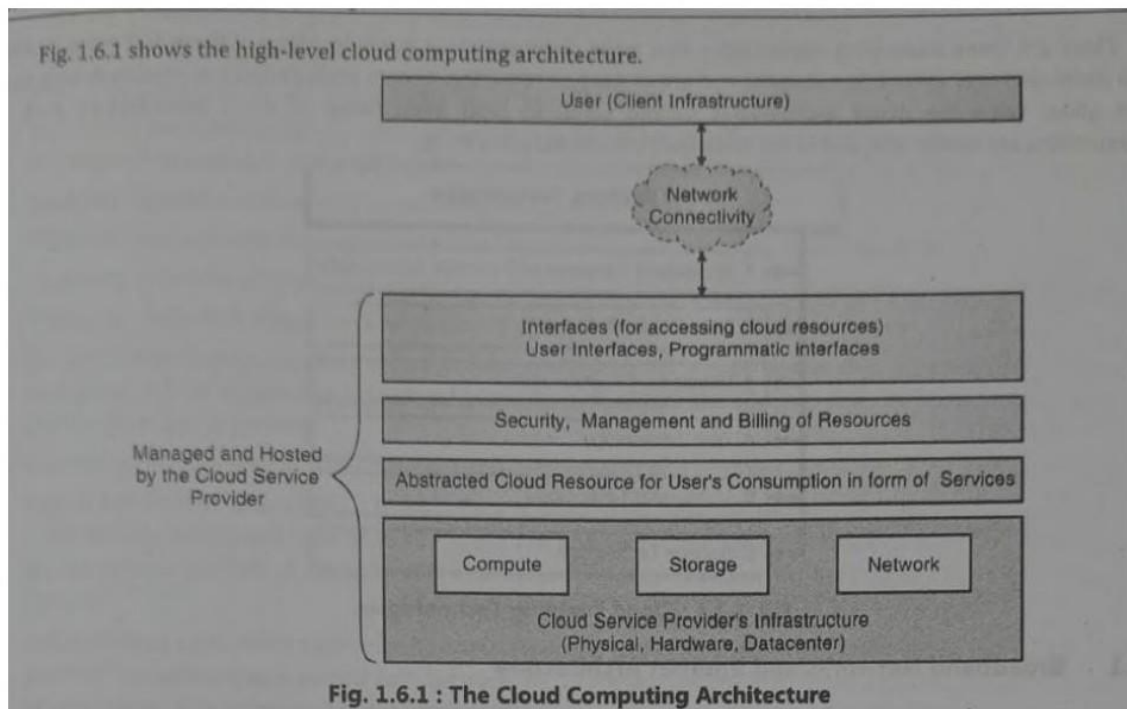 Fig. 1.6.1 shows the high-level cloud computing architecture.
User (Client Infrastructure)
Network
Connectivity
Interfaces (for accessing cloud resources)
User Interfaces, Programmatic Interfaces
Security, Management and Billing of Resources
Managed and Hosted
by the Cloud Service
Provider
Abstracted Cloud Resource for User's Consumption in form of Services
Compute
Storage
Network
Cloud Service Provider's Infrastructure
(Physical, Hardware, Datacenter)
Fig. 1.6.1 : The Cloud Computing Architecture